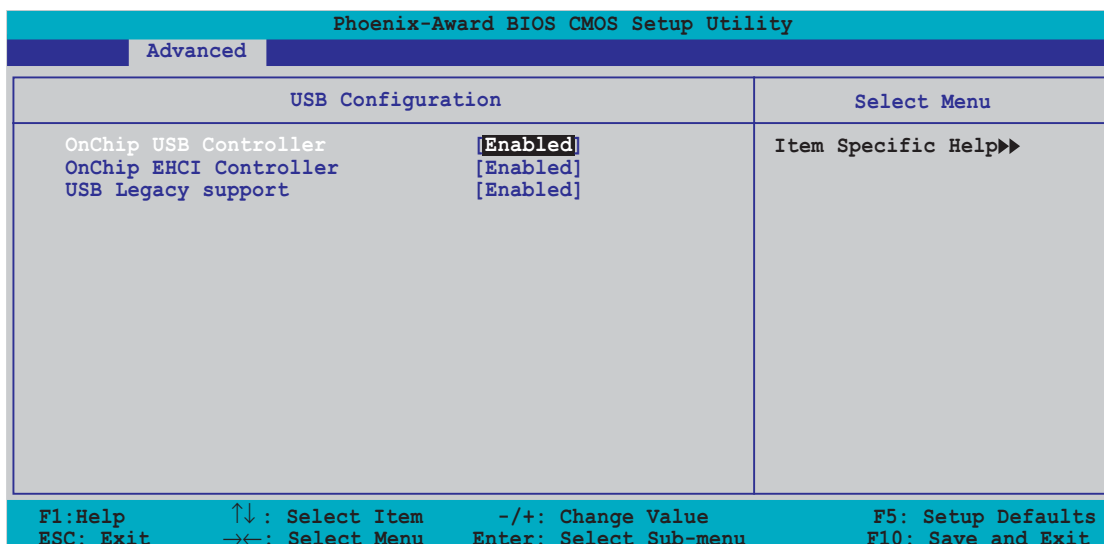 Phoenix-Award BIOS CMOS Setup Utility
Advanced
USB Configuration
Select Menu
OnChip USB Controller [Enabled]
OnChip EHCI Controller [Enabled]
USB Legacy support [Enabled]
Item Specific Help▶▶
F1:Help ↑↓: Select Item -/+: Change Value F5: Setup Defaults
ESC: Exit →←: Select Menu Enter: Select Sub-menu F10: Save and Exit